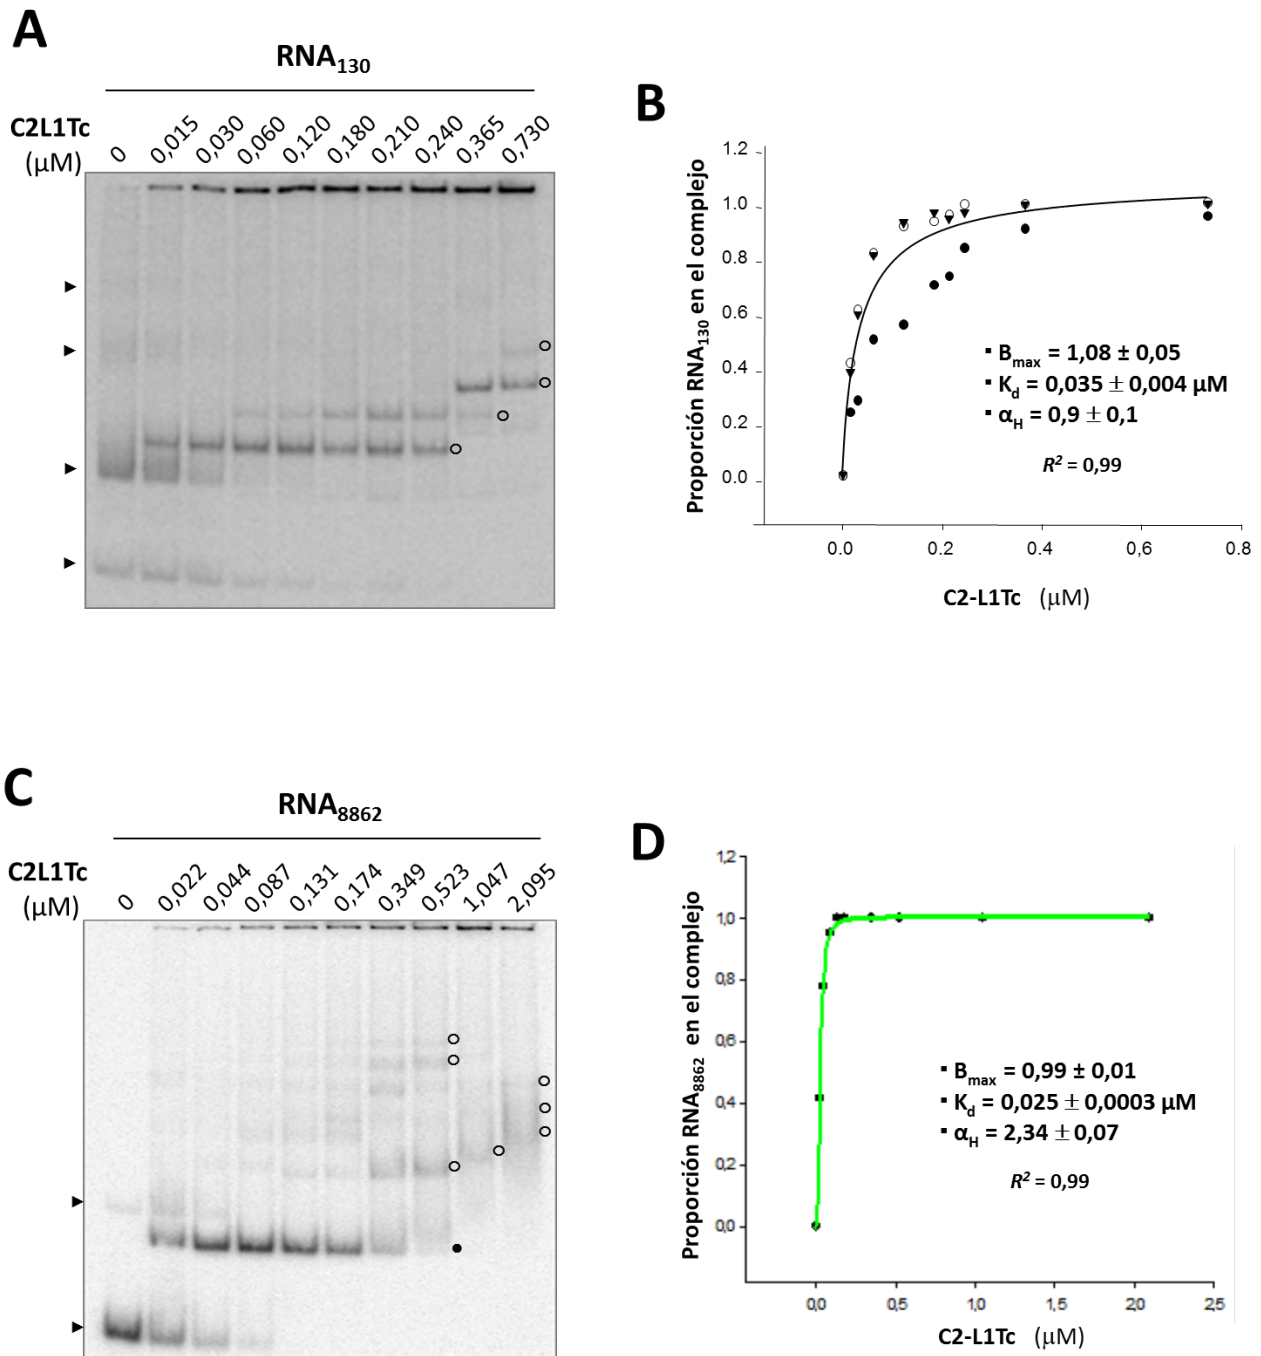 A
RNA130
C2L1Tc
(μM)
0 0,015 0,030 0,060 0,120 0,180 0,210 0,240 0,365 0,730
B
Proporción RNA130 en el complejo
1.2
1.0
0.8
0.6
0.4
0.2
0.0
▪ Bmax = 1,08 ± 0,05
▪ Kd = 0,035 ± 0,004 μM
▪ αH = 0,9 ± 0,1
R2 = 0,99
0.0 0.2 0.4 0,6 0.8
C2-L1Tc (μM)
C
RNA8862
C2L1Tc
(μM)
0 0,022 0,044 0,087 0,131 0,174 0,349 0,523 1,047 2,095
D
Proporción RNA8862 en el complejo
1,2
1,0
0,8
0,6
0,4
0,2
0,0
▪ Bmax = 0,99 ± 0,01
▪ Kd = 0,025 ± 0,0003 μM
▪ αH = 2,34 ± 0,07
R2 = 0,99
0,0 0,5 1,0 1,5 2,0 2,5
C2-L1Tc (μM)